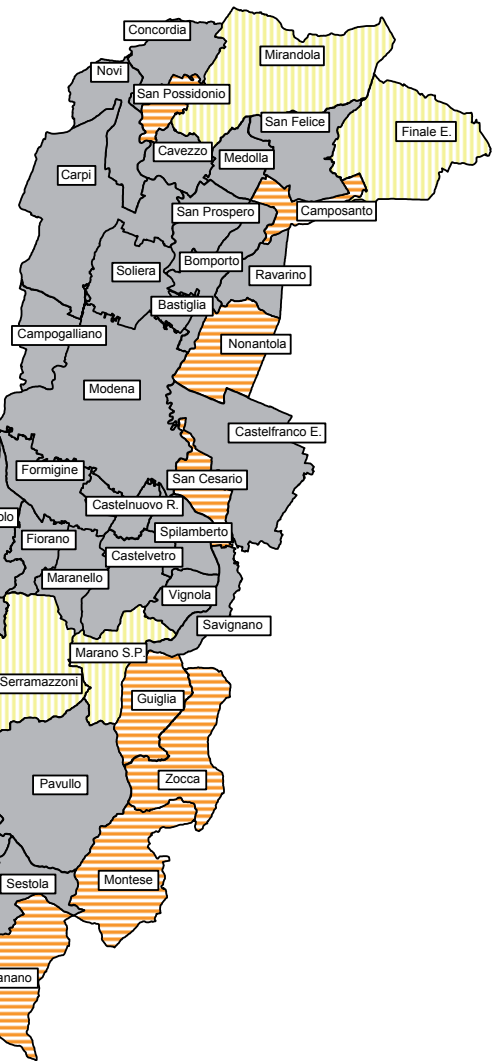 Concordia
Mirandola
Novi
San Possidonio
San Felice
Finale E.
Cavezzo
Medolla
Carpi
San Prospero
Camposanto
Bomporto
Soliera
Ravarino
Bastiglia
Campogalliano
Nonantola
Modena
Castelfranco E.
Formigine
San Cesario
Castelnuovo R.
olo
Spilamberto
Fiorano
Castelvetro
Maranello
Vignola
Savignano
Marano S.P.
Serramazzoni
Guiglia
Zocca
Pavullo
Montese
Sestola
anano